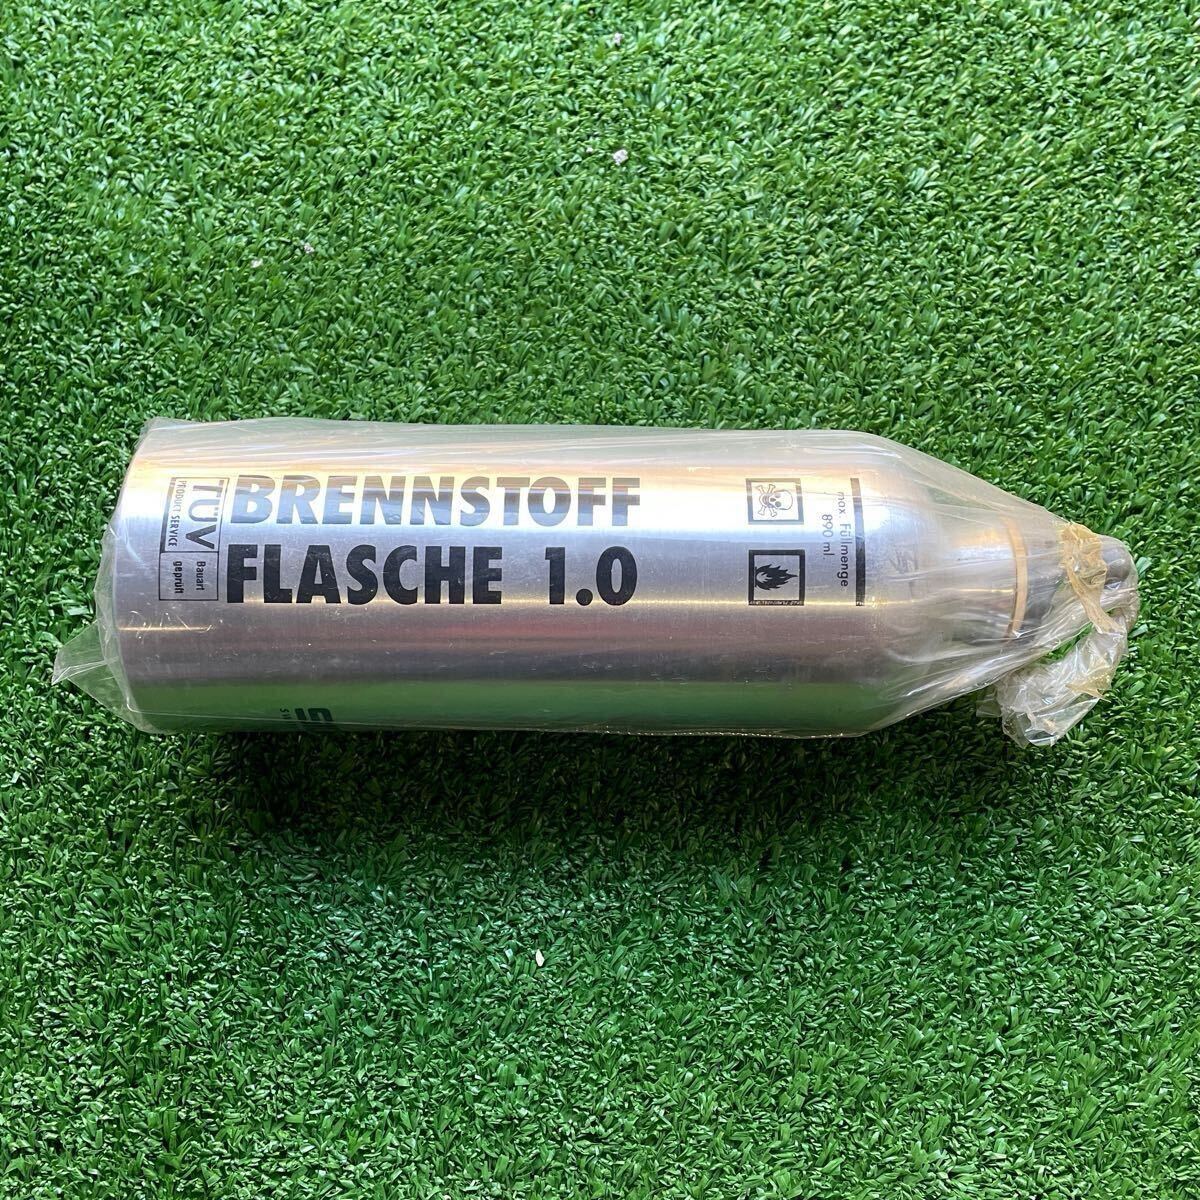 BRENNSTOFF
FLASCHE 1.0
TÜV
PRODUCT SERVICE
Bauart
geprüft
max. Füllmenge
890 ml.